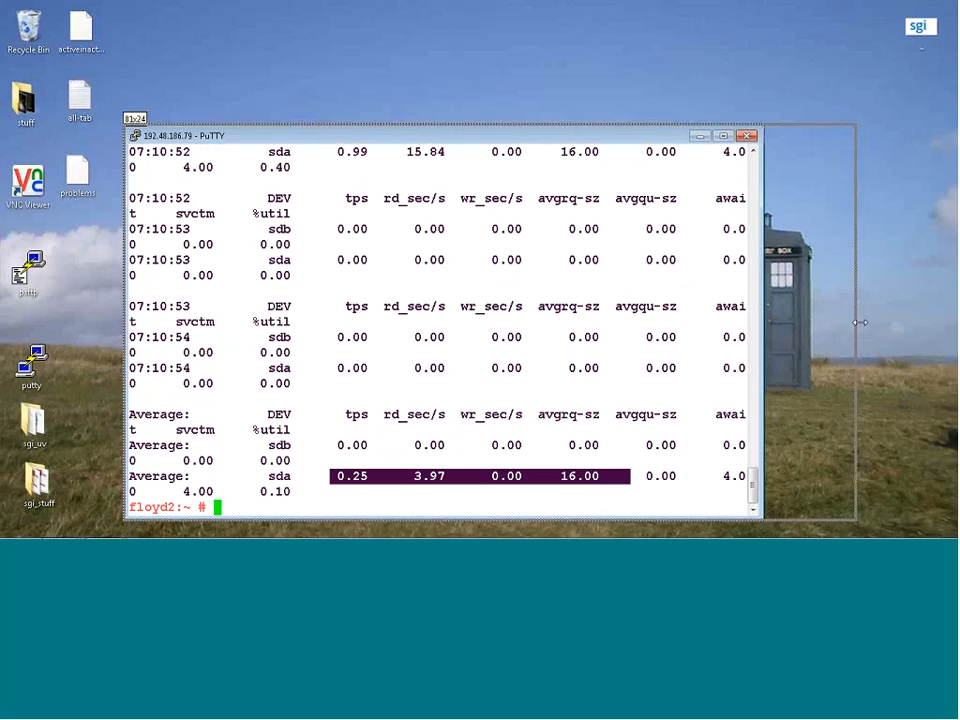 Recycle Bin
activeinact...
sgi
stuff
all-tab
VNC Viewer
problems
psftp
putty
sgi_uv
sgi_stuff
81x24
192.48.186.79 - PuTTY
07:10:52 sda 0.99 15.84 0.00 16.00 0.00 4.0
0 4.00 0.40
07:10:52 DEV tps rd_sec/s wr_sec/s avgrq-sz avgqu-sz awai
t svctm %util
07:10:53 sdb 0.00 0.00 0.00 0.00 0.00 0.0
0 0.00 0.00
07:10:53 sda 0.00 0.00 0.00 0.00 0.00 0.0
0 0.00 0.00
07:10:53 DEV tps rd_sec/s wr_sec/s avgrq-sz avgqu-sz awai
t svctm %util
07:10:54 sdb 0.00 0.00 0.00 0.00 0.00 0.0
0 0.00 0.00
07:10:54 sda 0.00 0.00 0.00 0.00 0.00 0.0
0 0.00 0.00
Average: DEV tps rd_sec/s wr_sec/s avgrq-sz avgqu-sz awai
t svctm %util
Average: sdb 0.00 0.00 0.00 0.00 0.00 0.0
0 0.00 0.00
Average: sda 0.25 3.97 0.00 16.00 0.00 4.0
0 4.00 0.10
floyd2:~ #
BOX